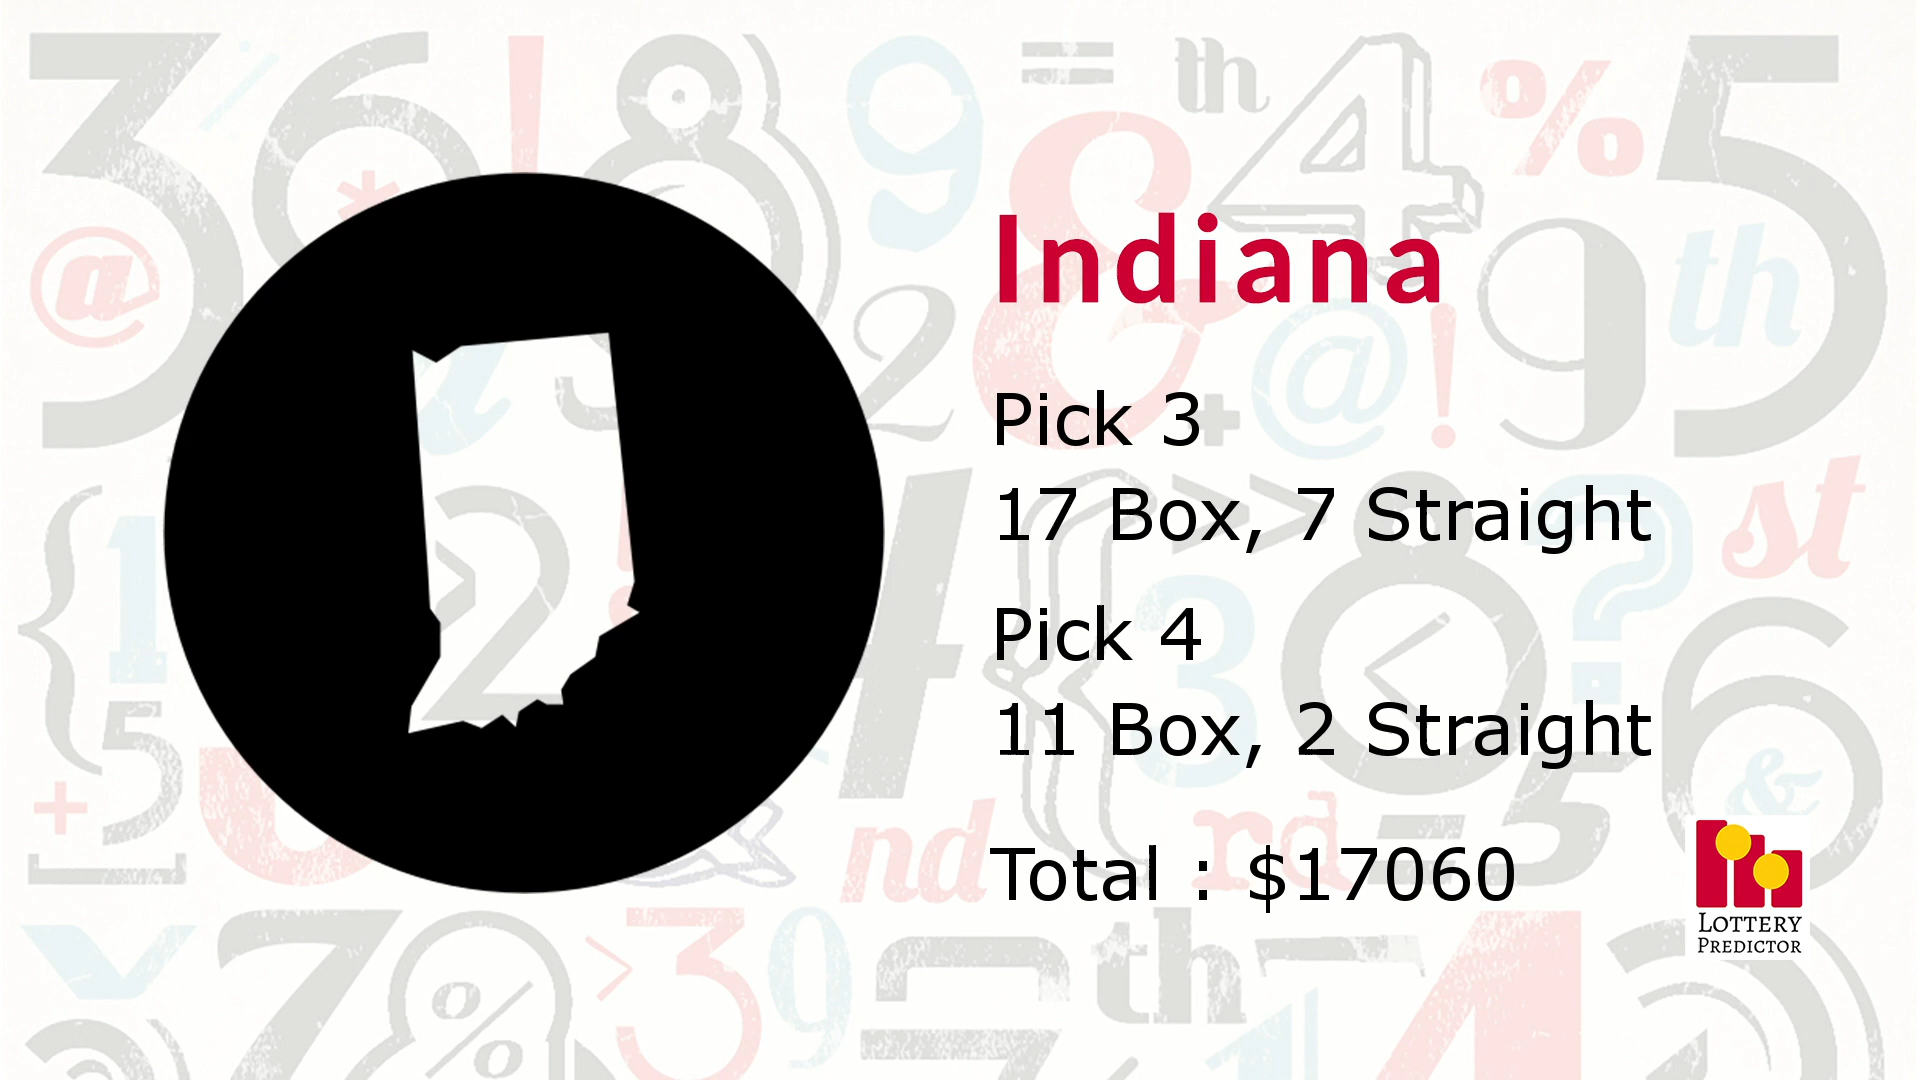 Indiana
Pick 3
17 Box, 7 Straight
Pick 4
11 Box, 2 Straight
Total : $17060
LOTTERY
PREDICTOR